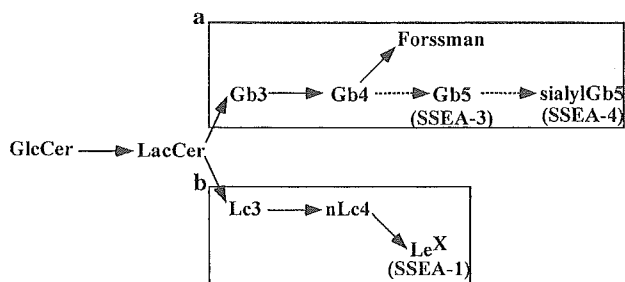 a
Forssman
Gb3
Gb4
Gb5
sialylGb5
(SSEA-3)
(SSEA-4)
GlcCer
LacCer
b
Lc3
nLc4
LeX
(SSEA-1)